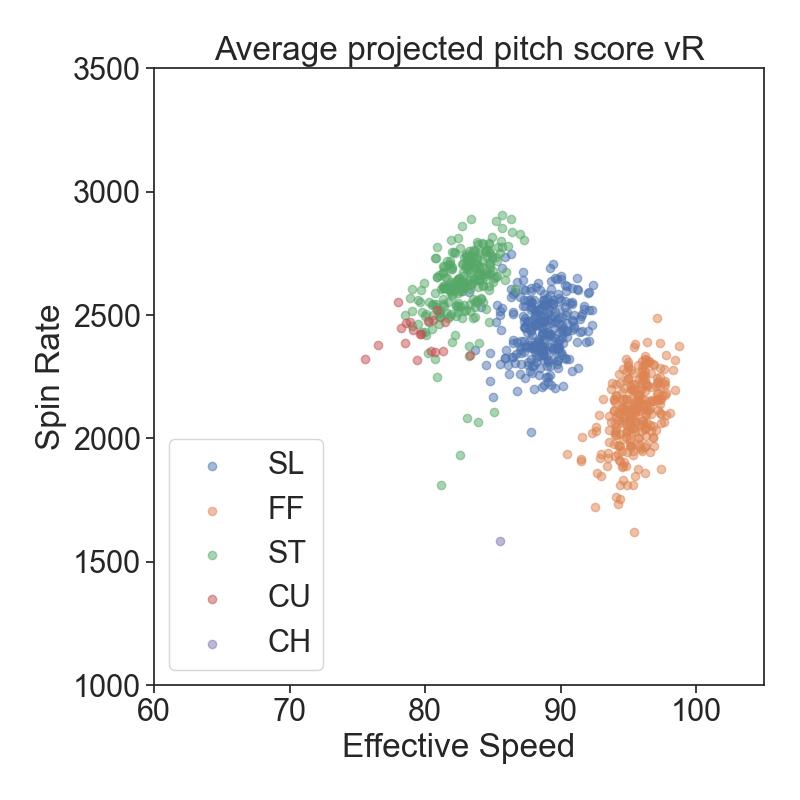 Average projected pitch score vR
3500
3000
2500
2000
1500
1000
Spin Rate
SL
FF
ST
CU
CH
60 70 80 90 100
Effective Speed